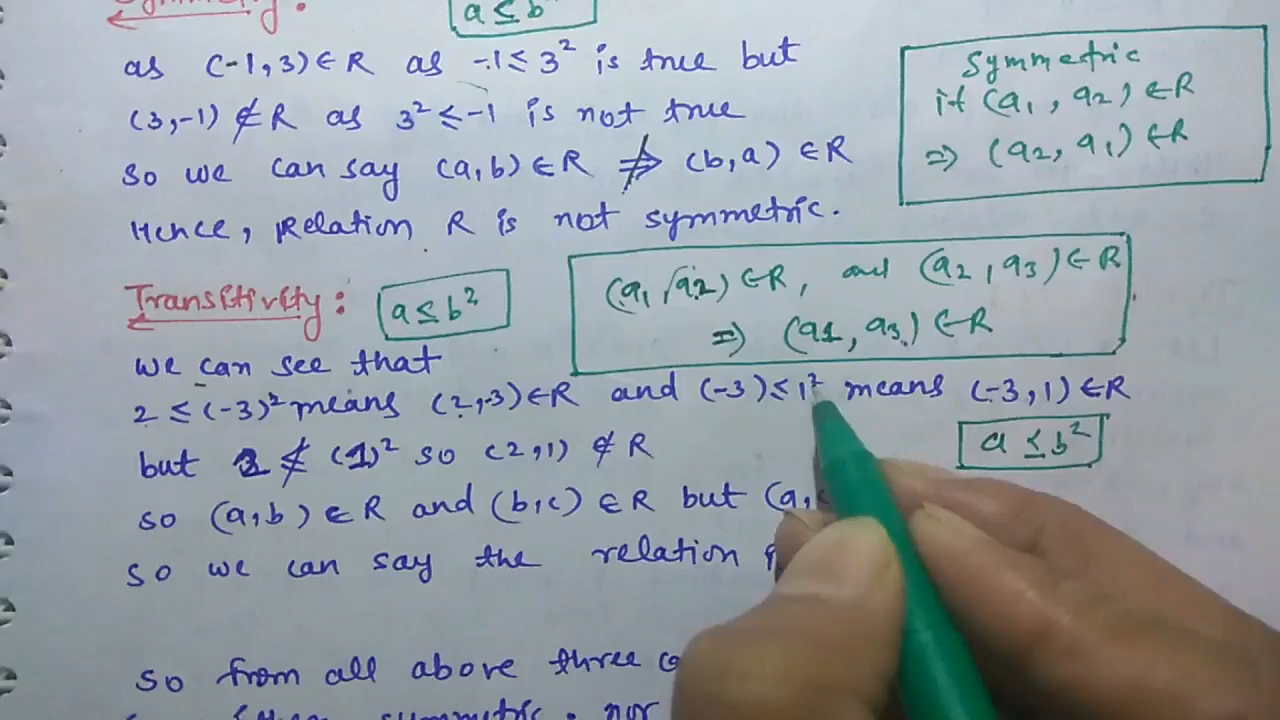 a ≤ b
as (-1,3) ∈ R as -1 ≤ 3² is true but
(3,-1) ∉ R as 3² ≤ -1 is not true
so we can say (a,b) ∈ R ⇏ (b,a) ∈ R
Hence, Relation R is not symmetric.
Symmetric
if (a₁, a₂) ∈ R
⇒ (a₂, a₁) ∈ R
Transitivity: a ≤ b²
(a₁, a₂) ∈ R, and (a₂, a₃) ∈ R
⇒ (a1, a₃) ∈ R
we can see that
2 ≤ (-3)² means (2,-3) ∈ R and (-3) ≤ 1² means (-3,1) ∈ R
but 2 ≰ (1)² so (2,1) ∉ R
a ≤ b²
so (a,b) ∈ R and (b,c) ∈ R but (a,
so we can say the relation
so from all above three
symmetric, nor